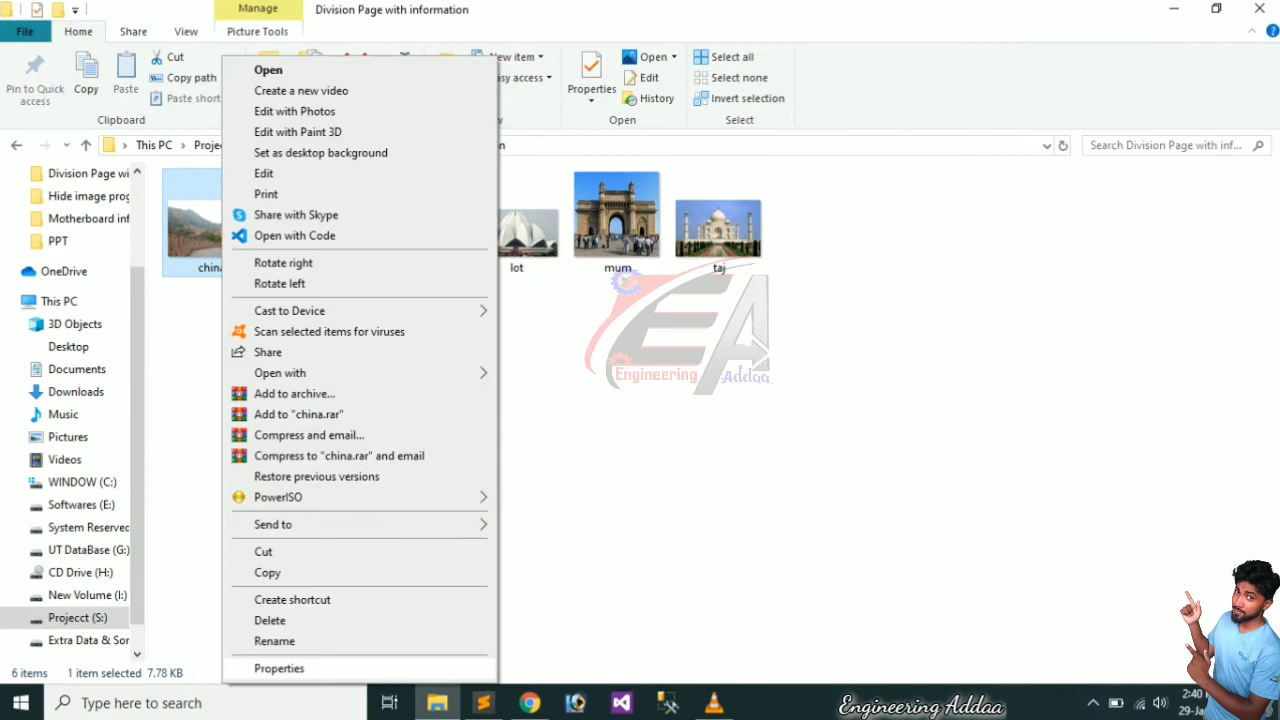 Manage
Division Page with information
File
Home
Share
View
Picture Tools
Pin to Quick access
Copy
Paste
Cut
Copy path
Paste short
Clipboard
New item
asy access
Properties
Open
Edit
History
Open
Select all
Select none
Invert selection
Select
This PC
Projec
Search Division Page with inf...
Division Page wi
Hide image prog
Motherboard inf
PPT
OneDrive
This PC
3D Objects
Desktop
Documents
Downloads
Music
Pictures
Videos
WINDOW (C:)
Softwares (E:)
System Reserved
UT DataBase (G:)
CD Drive (H:)
New Volume (I:)
Projecct (S:)
Extra Data & Sor
Open
Create a new video
Edit with Photos
Edit with Paint 3D
Set as desktop background
Edit
Print
Share with Skype
Open with Code
Rotate right
Rotate left
Cast to Device
Scan selected items for viruses
Share
Open with
Add to archive...
Add to "china.rar"
Compress and email...
Compress to "china.rar" and email
Restore previous versions
PowerISO
Send to
Cut
Copy
Create shortcut
Delete
Rename
Properties
china
lot
mum
taj
EA
Engineering Addaa
6 items
1 item selected 7.78 KB
Type here to search
Engineering Addaa
2:40
29-Ja